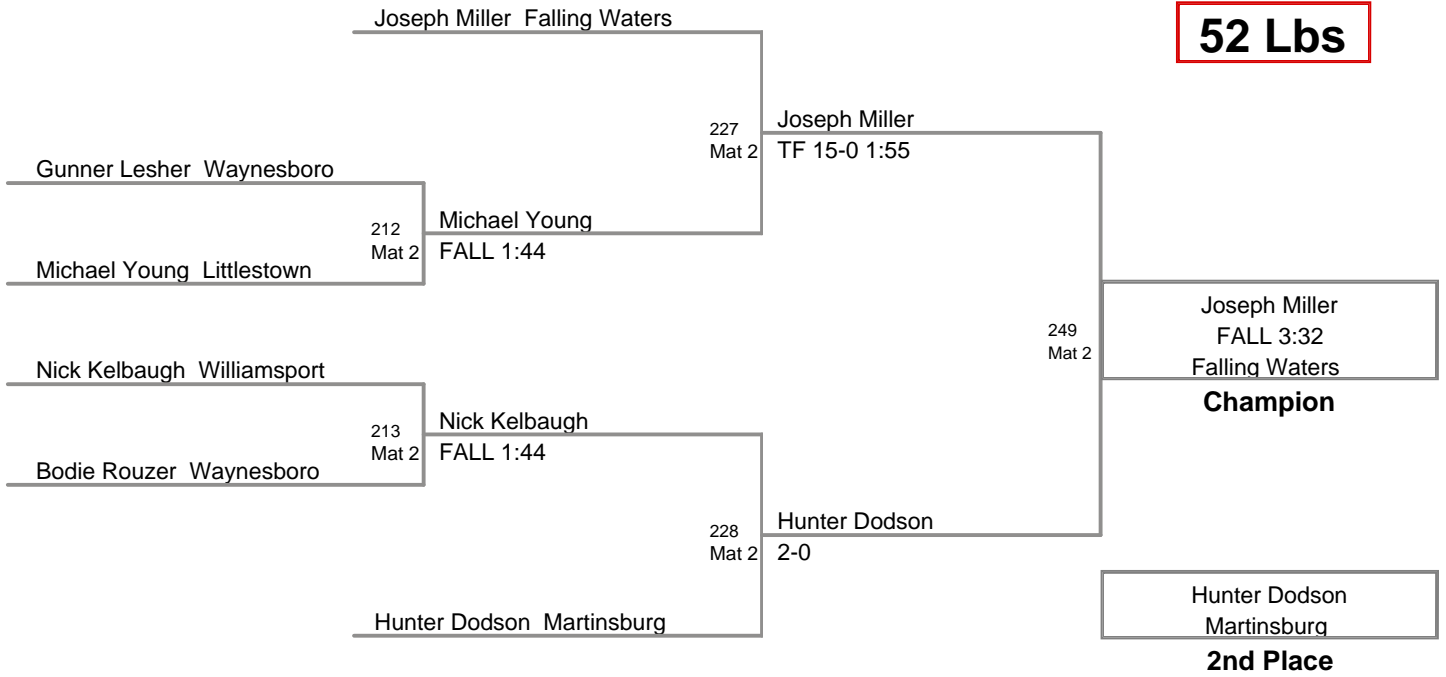 Joseph Miller Falling Waters
52 Lbs
227
Mat 2
Joseph Miller
TF 15-0 1:55
Gunner Lesher Waynesboro
212
Mat 2
Michael Young
FALL 1:44
Michael Young Littlestown
Joseph Miller
FALL 3:32
Falling Waters
Champion
249
Mat 2
Nick Kelbaugh Williamsport
213
Mat 2
Nick Kelbaugh
FALL 1:44
Bodie Rouzer Waynesboro
228
Mat 2
Hunter Dodson
2-0
Hunter Dodson Martinsburg
Hunter Dodson
Martinsburg
2nd Place